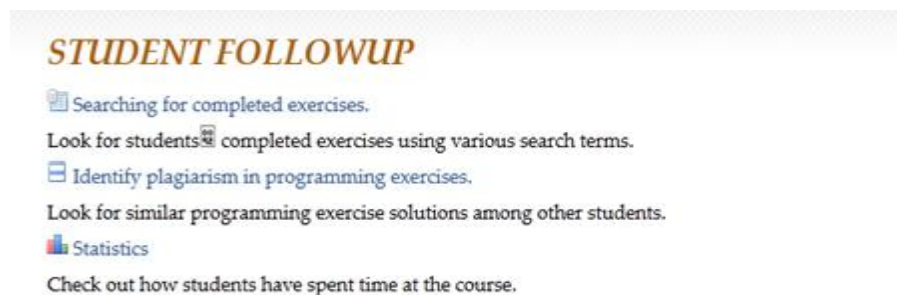 STUDENT FOLLOWUP
Searching for completed exercises.
Look for students completed exercises using various search terms.
Identify plagiarism in programming exercises.
Look for similar programming exercise solutions among other students.
Statistics
Check out how students have spent time at the course.